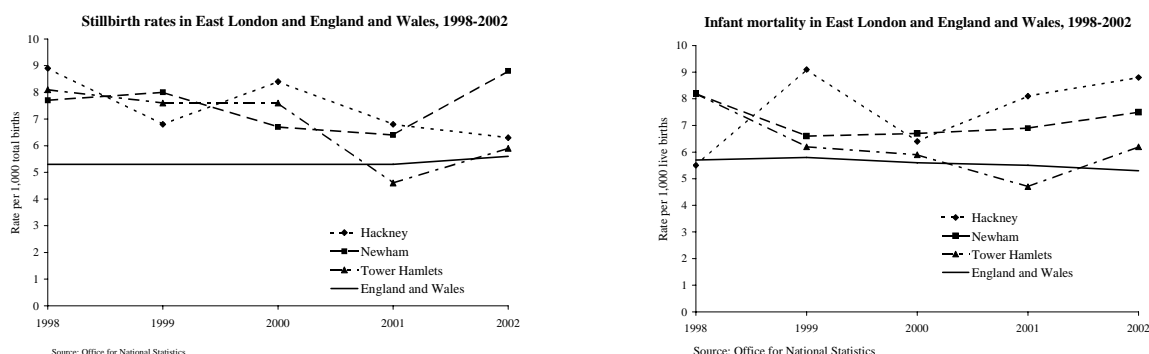 Stillbirth rates in East London and England and Wales, 1998-2002
10
9
8
7
6
5
4
3
2
1
0
Rate per 1,000 total births
Hackney
Newham
Tower Hamlets
England and Wales
1998 1999 2000 2001 2002
Source: Office for National Statistics
Infant mortality in East London and England and Wales, 1998-2002
10
9
8
7
6
5
4
3
2
1
0
Rate per 1,000 live births
Hackney
Newham
Tower Hamlets
England and Wales
1998 1999 2000 2001 2002
Source: Office for National Statistics